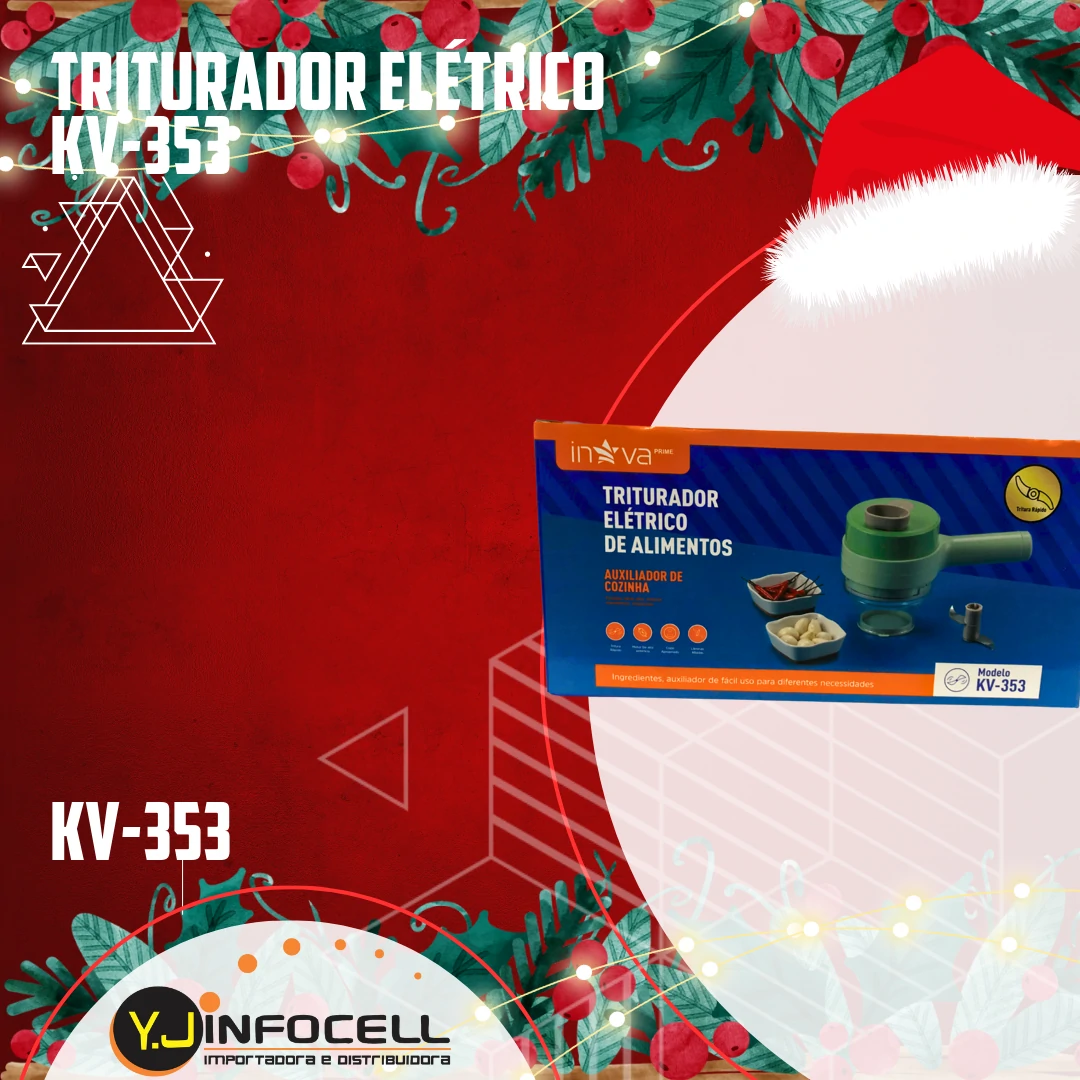 TRITURADOR ELÉTRICO
KV-353
inova PRIME
TRITURADOR
ELÉTRICO
DE ALIMENTOS
AUXILIADOR DE
COZINHA
Tritura Rápido
Ingredientes, auxiliador de fácil uso para diferentes necessidades
Modelo
KV-353
KV-353
Y.J INFOCELL
IMPORTADORA E DISTRIBUIDORA